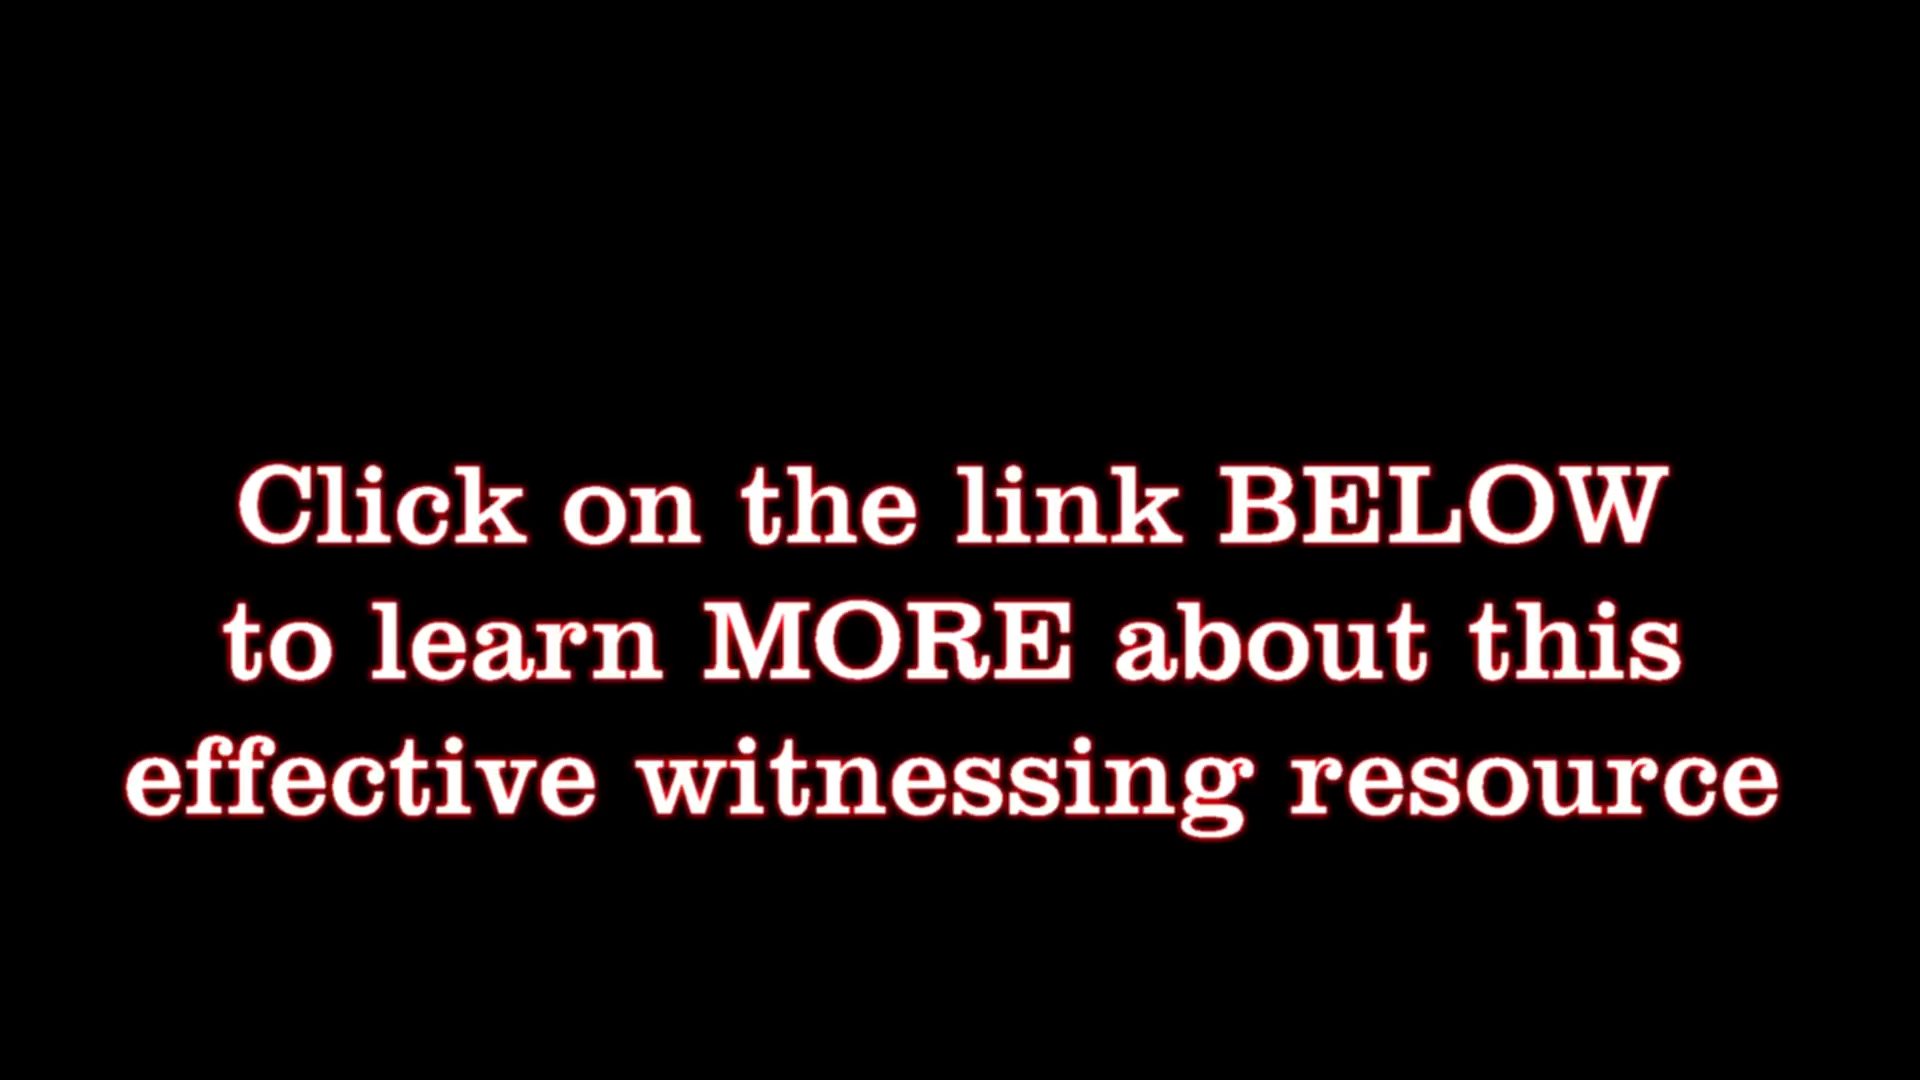 Click on the link BELOW
to learn MORE about this
effective witnessing resource